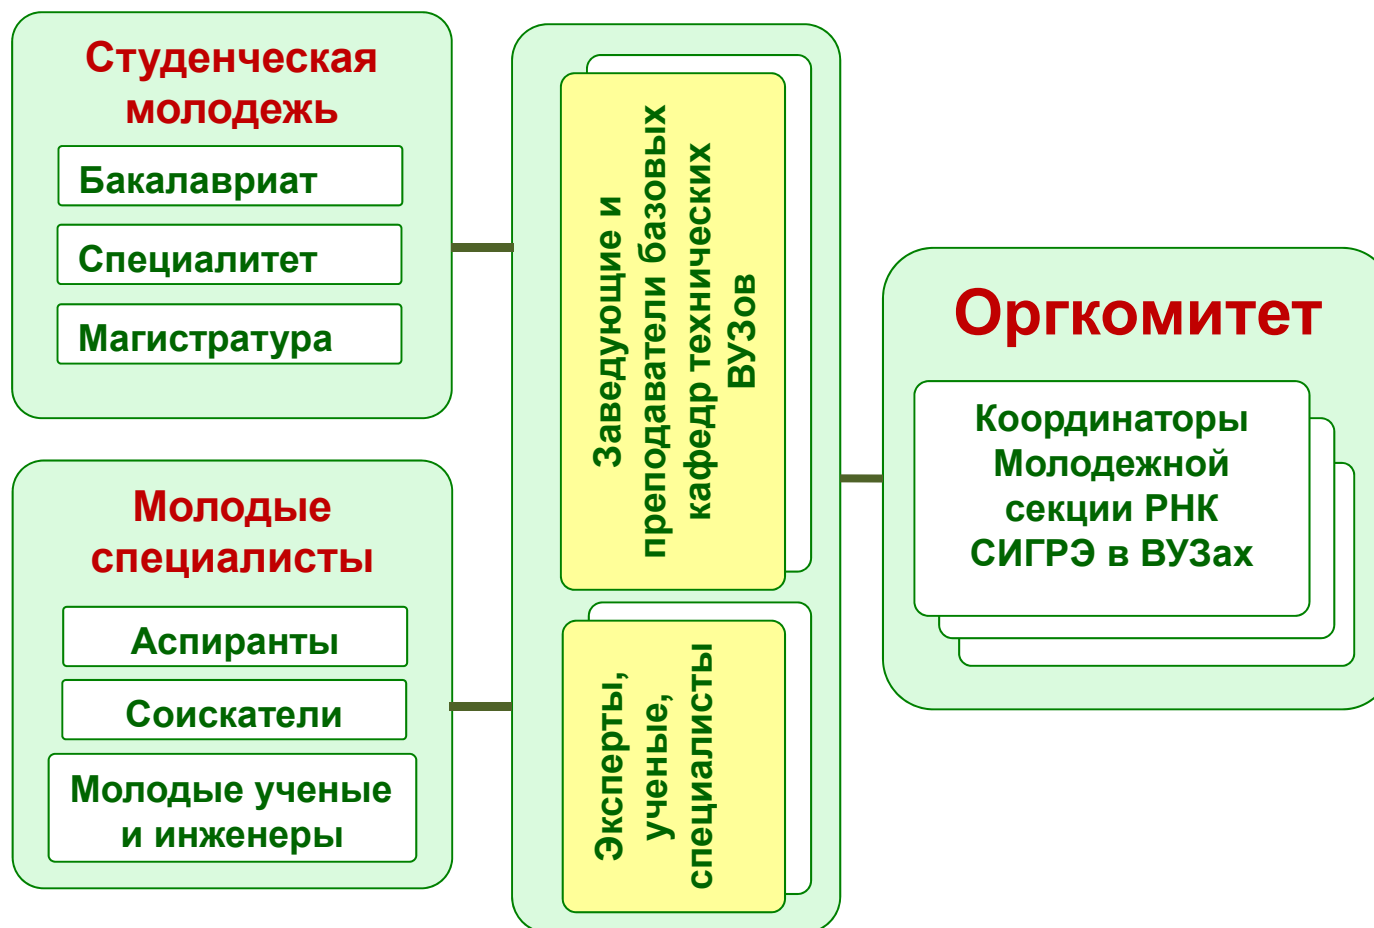 Студенческая
молодежь
Бакалавриат
Специалитет
Магистратура
Молодые
специалисты
Аспиранты
Соискатели
Молодые ученые
и инженеры
Заведующие и
преподаватели базовых
кафедр технических
ВУЗов
Эксперты,
ученые,
специалисты
Оргкомитет
Координаторы
Молодежной
секции РНК
СИГРЭ в ВУЗах